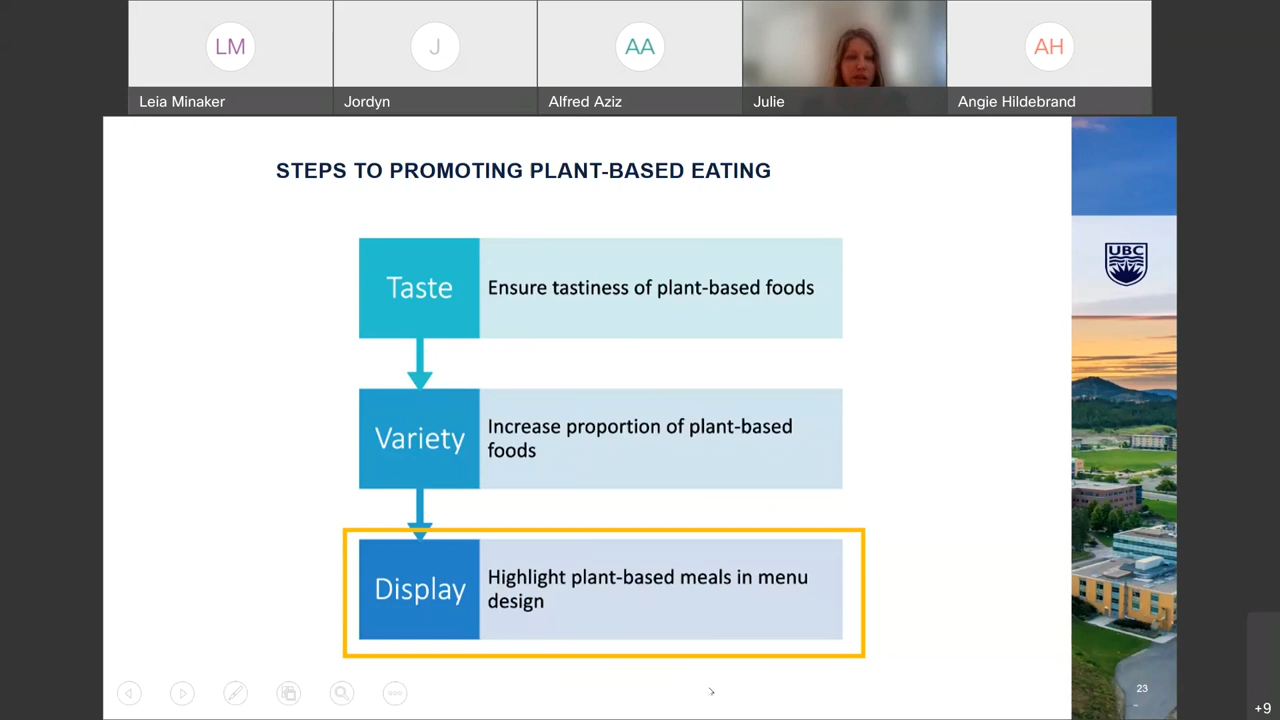 LM
J
AA
AH
Leia Minaker
Jordyn
Alfred Aziz
Julie
Angie Hildebrand
STEPS TO PROMOTING PLANT-BASED EATING
UBC
Taste
Ensure tastiness of plant-based foods
Variety
Increase proportion of plant-based
foods
Display
Highlight plant-based meals in menu
design
23
+9